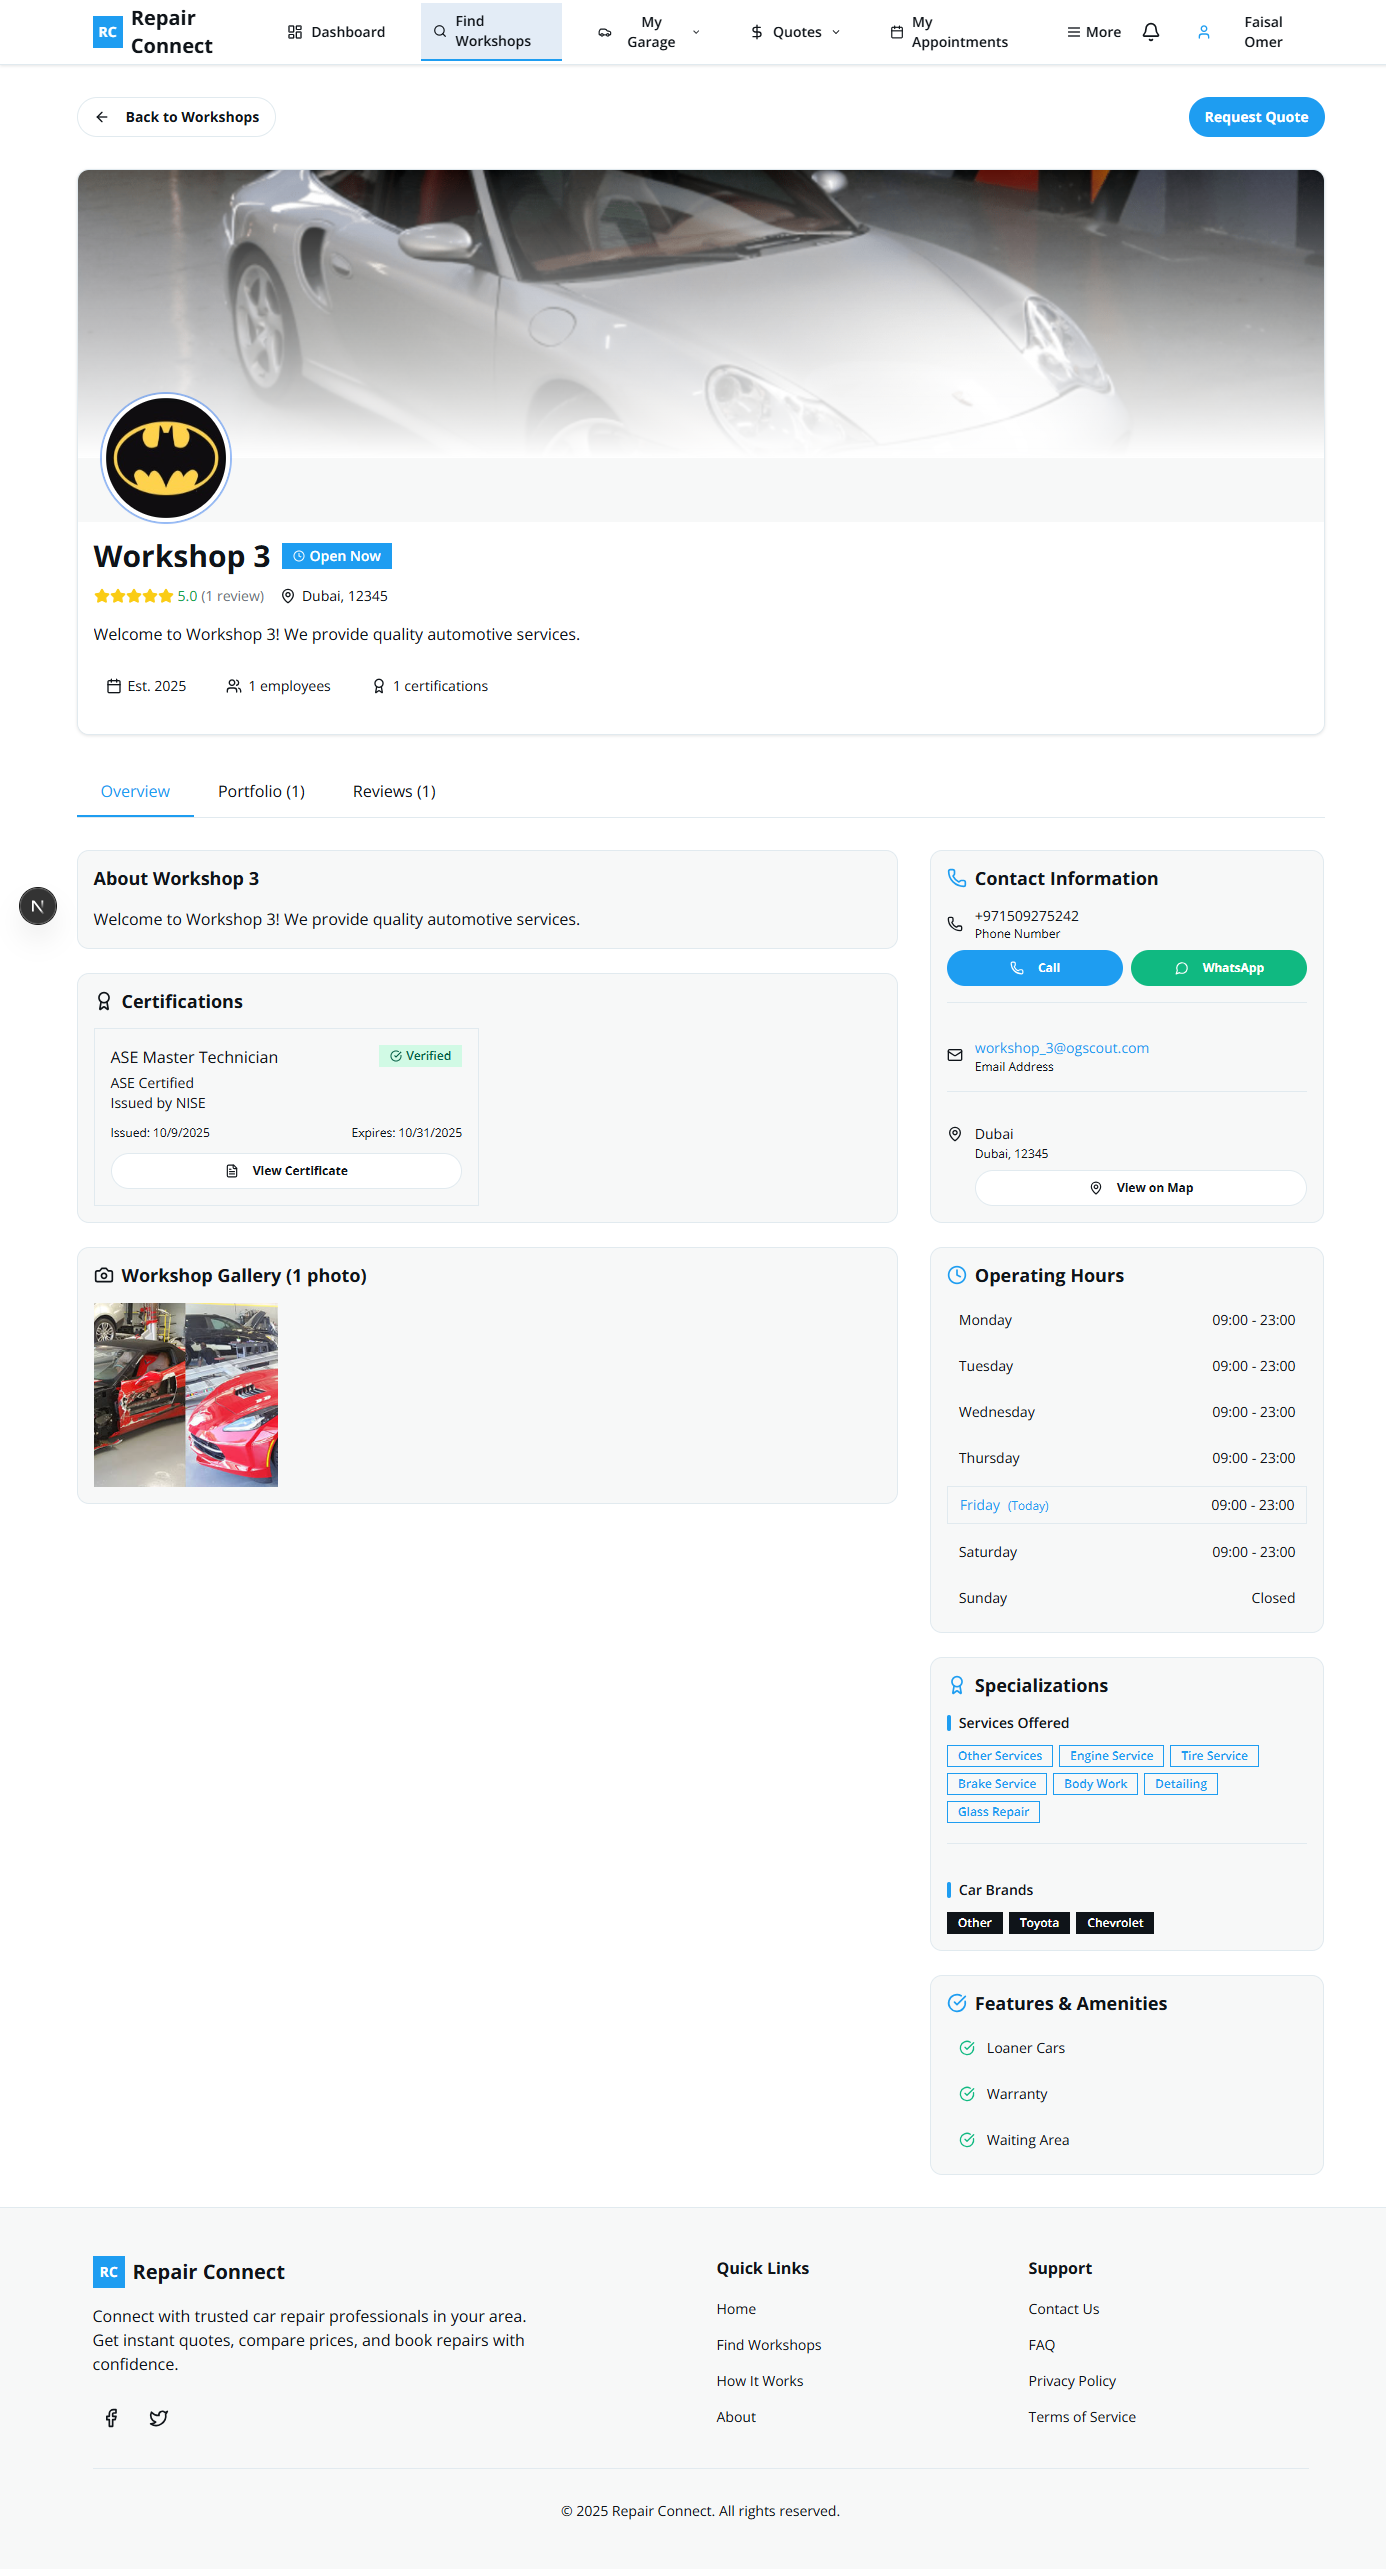 RC
Repair
Connect
Dashboard
Find
Workshops
My
Garage
Quotes
My
Appointments
More
Faisal
Omer
Back to Workshops
Request Quote
Workshop 3
Open Now
5.0 (1 review)
Dubai, 12345
Welcome to Workshop 3! We provide quality automotive services.
Est. 2025
1 employees
1 certifications
Overview
Portfolio (1)
Reviews (1)
About Workshop 3
Welcome to Workshop 3! We provide quality automotive services.
Certifications
ASE Master Technician
Verified
ASE Certified
Issued by NISE
Issued: 10/9/2025
Expires: 10/31/2025
View Certificate
Workshop Gallery (1 photo)
N
Contact Information
+971509275242
Phone Number
Call
WhatsApp
workshop_3@ogscout.com
Email Address
Dubai
Dubai, 12345
View on Map
Operating Hours
Monday 09:00 - 23:00
Tuesday 09:00 - 23:00
Wednesday 09:00 - 23:00
Thursday 09:00 - 23:00
Friday (Today) 09:00 - 23:00
Saturday 09:00 - 23:00
Sunday Closed
Specializations
Services Offered
Other Services Engine Service Tire Service
Brake Service Body Work Detailing
Glass Repair
Car Brands
Other Toyota Chevrolet
Features & Amenities
Loaner Cars
Warranty
Waiting Area
RC Repair Connect
Connect with trusted car repair professionals in your area.
Get instant quotes, compare prices, and book repairs with
confidence.
Quick Links
Home
Find Workshops
How It Works
About
Support
Contact Us
FAQ
Privacy Policy
Terms of Service
© 2025 Repair Connect. All rights reserved.